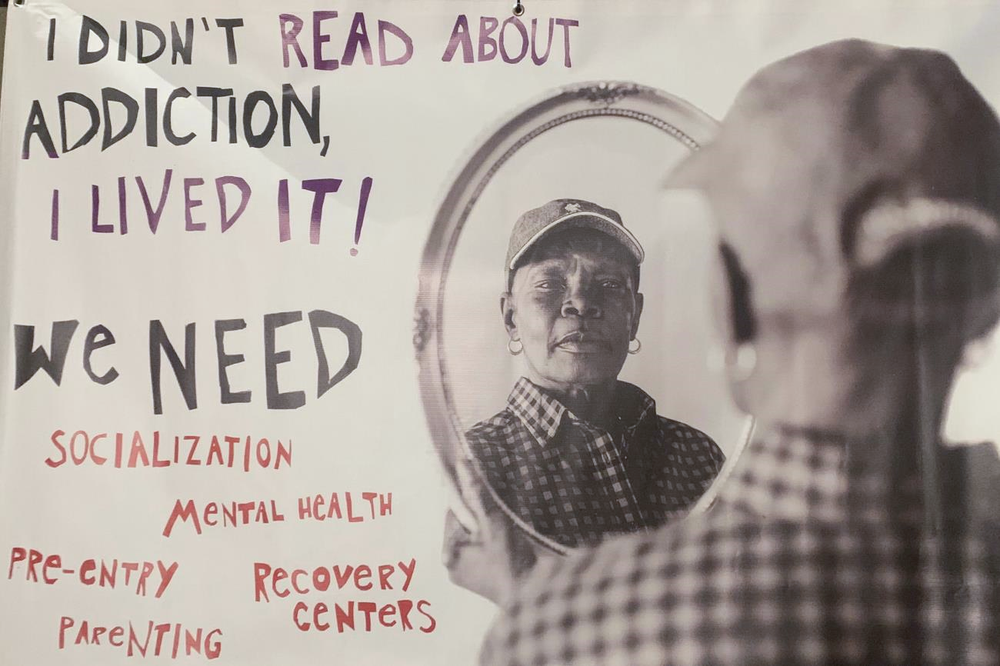 I DIDN'T READ ABOUT
ADDICTION,
I LIVED IT!
We NEED
SOCIALIZATION
MeNTAL HeALTH
PRe-eNTRY
ReCOVeRY
CeNTeRS
PAReNTING